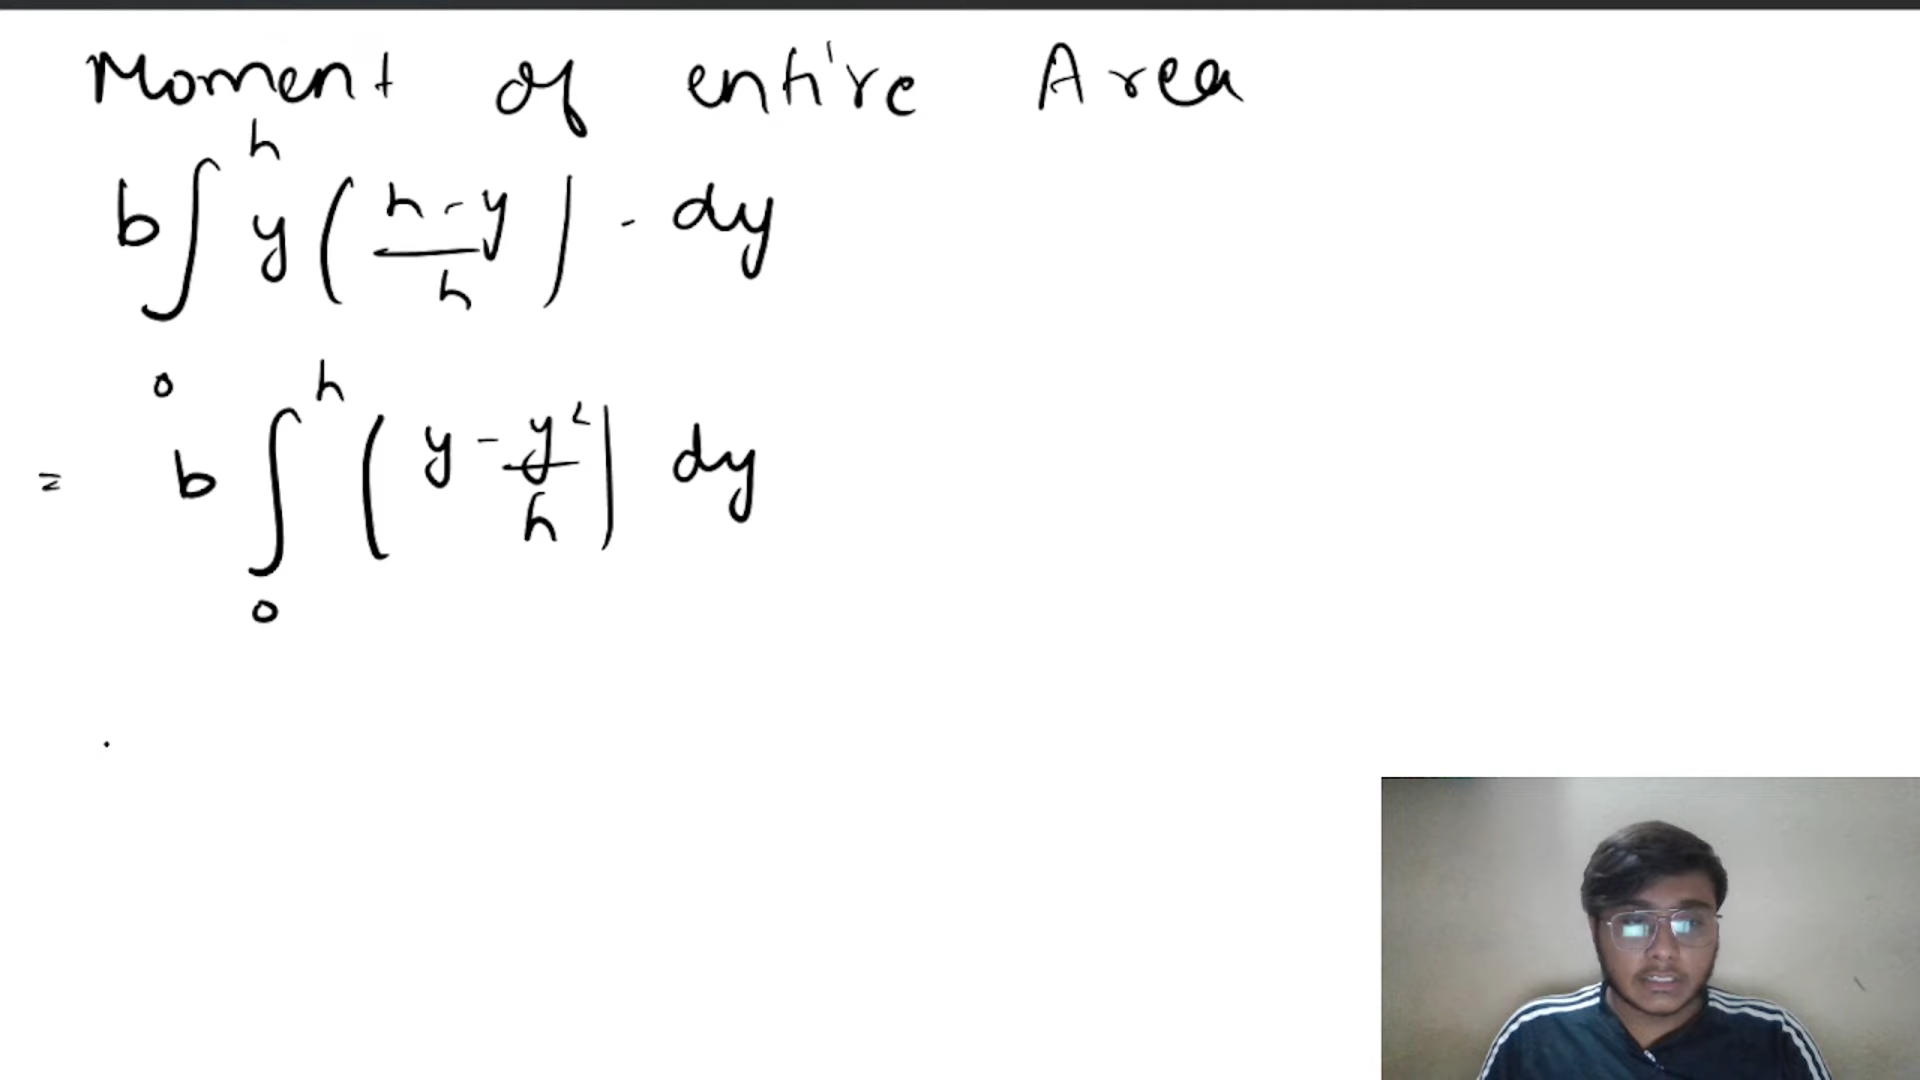 Moment of entire Area
b∫₀ʰ y(h-y/h) · dy
= b∫₀ʰ (y - y²/h) dy